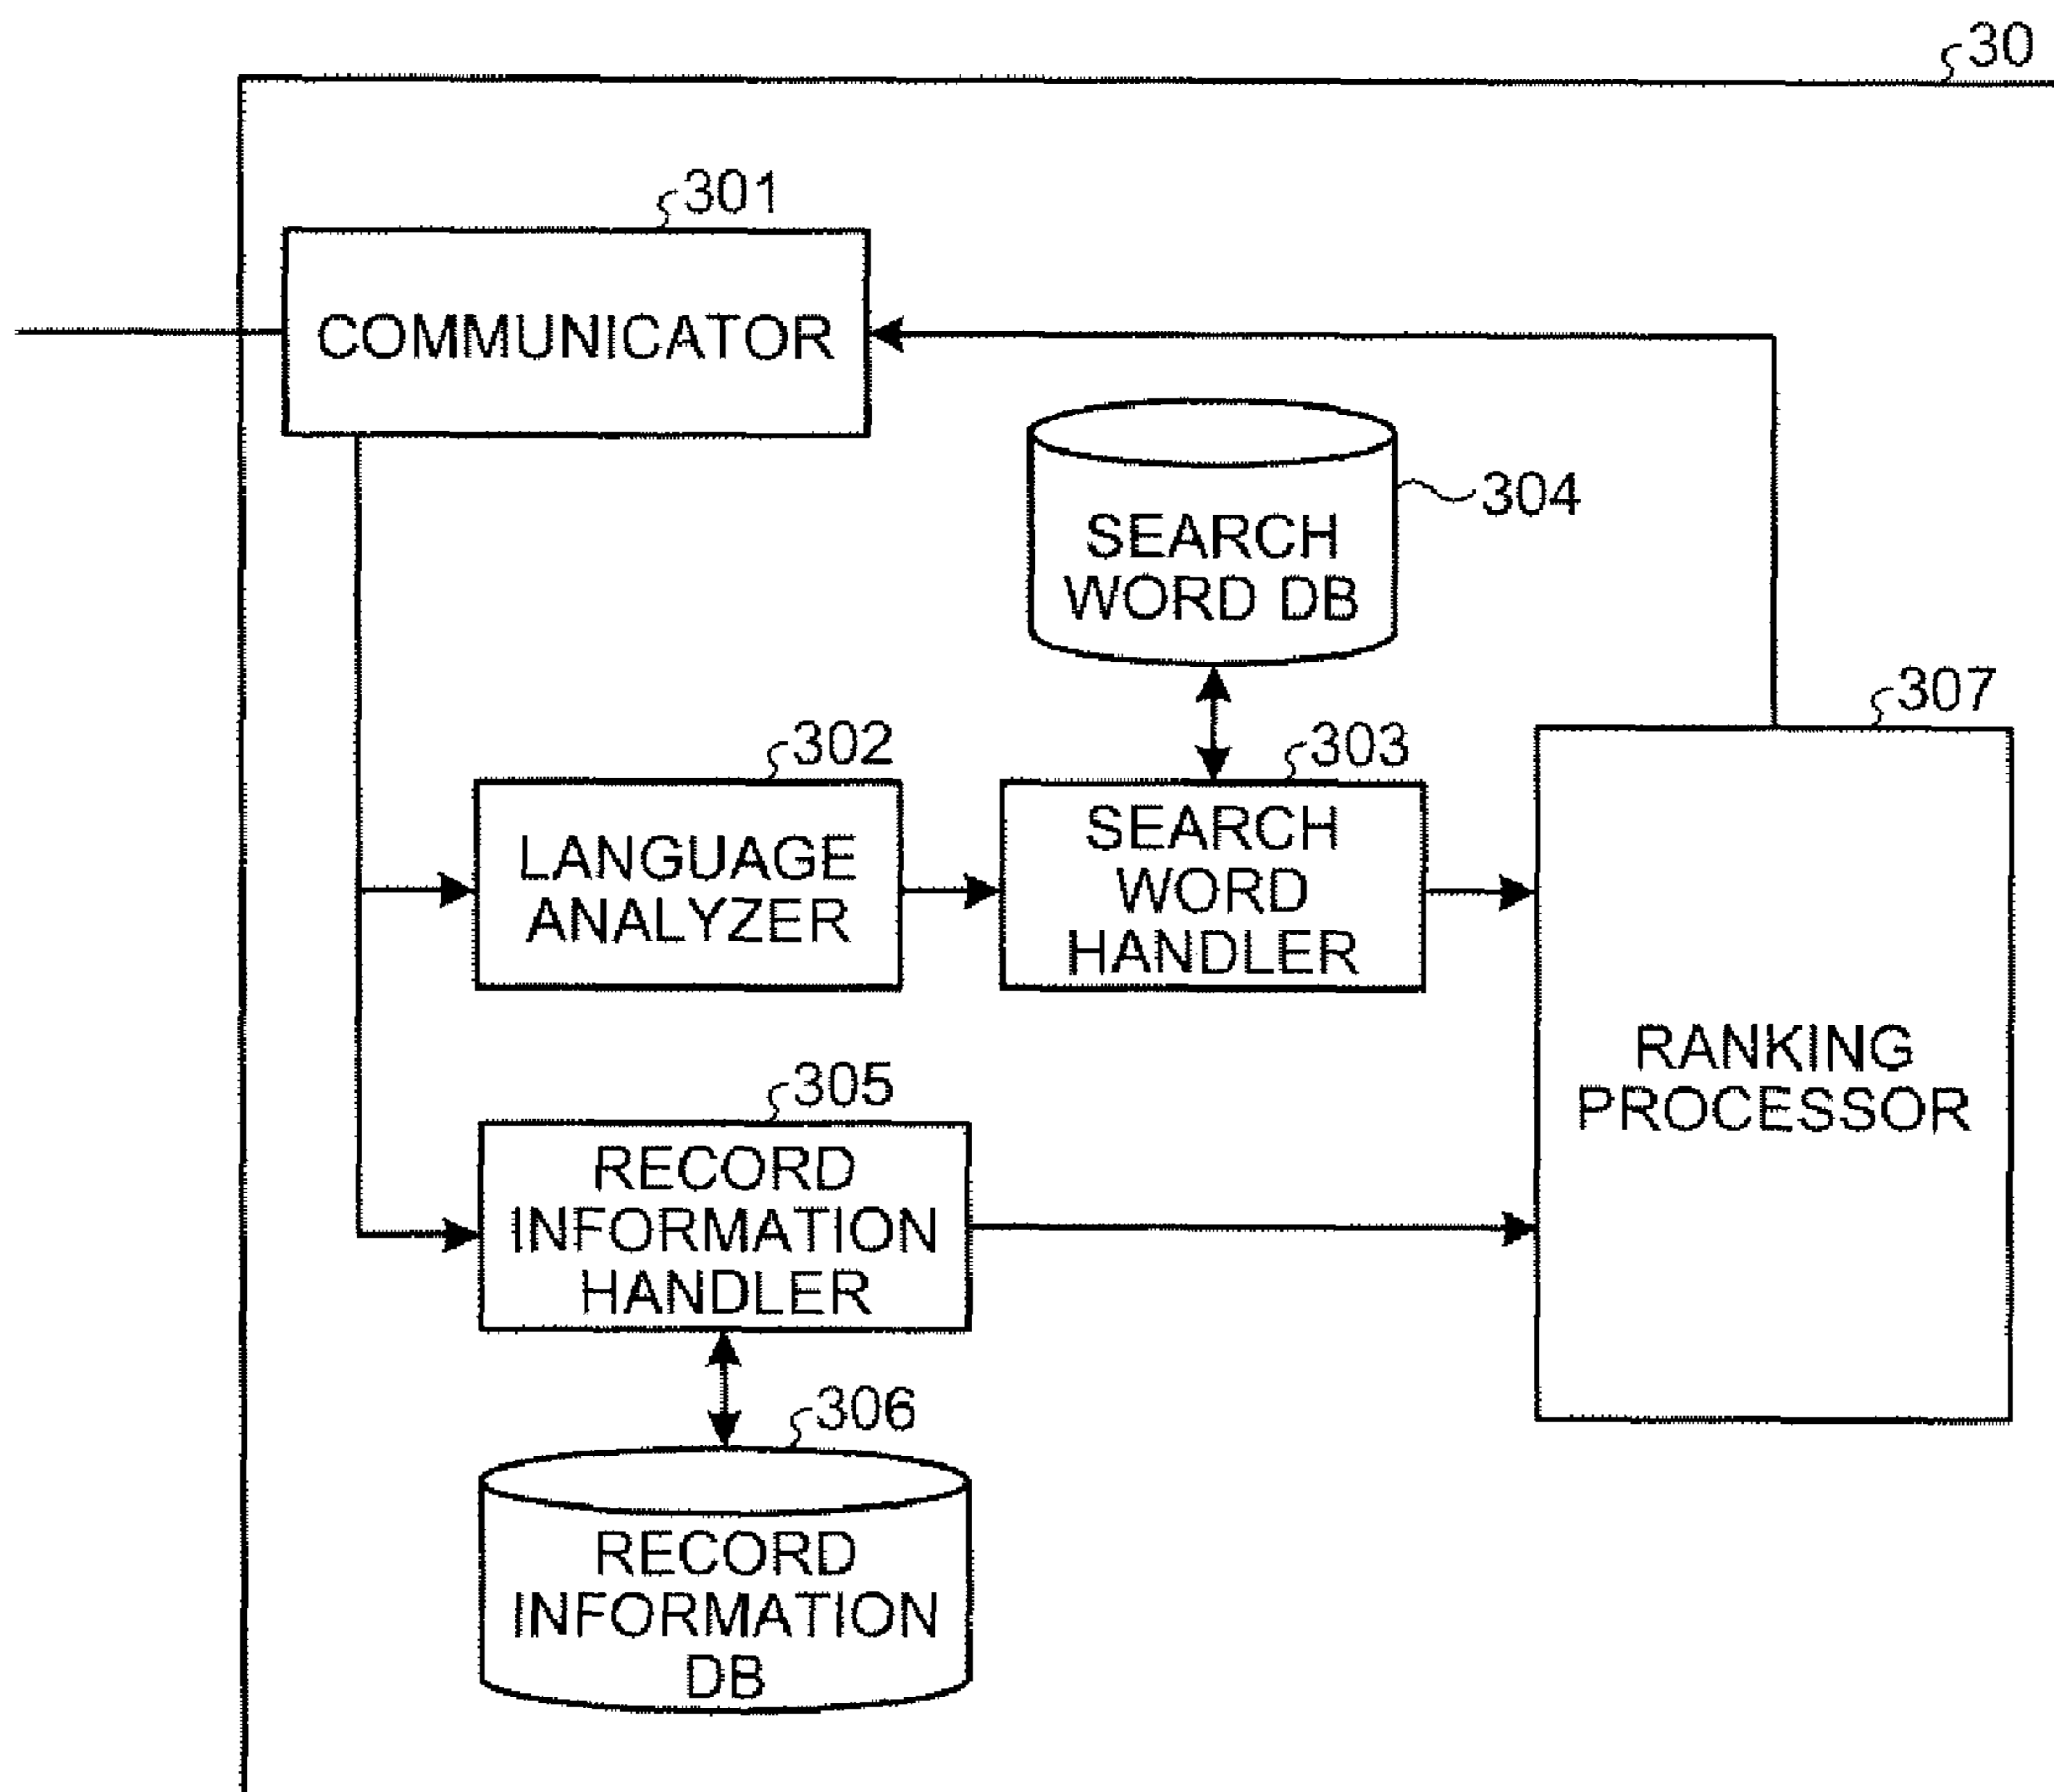 30
301
COMMUNICATOR
304
SEARCH
WORD DB
307
302
303
LANGUAGE
ANALYZER
SEARCH
WORD
HANDLER
RANKING
PROCESSOR
305
RECORD
INFORMATION
HANDLER
306
RECORD
INFORMATION
DB